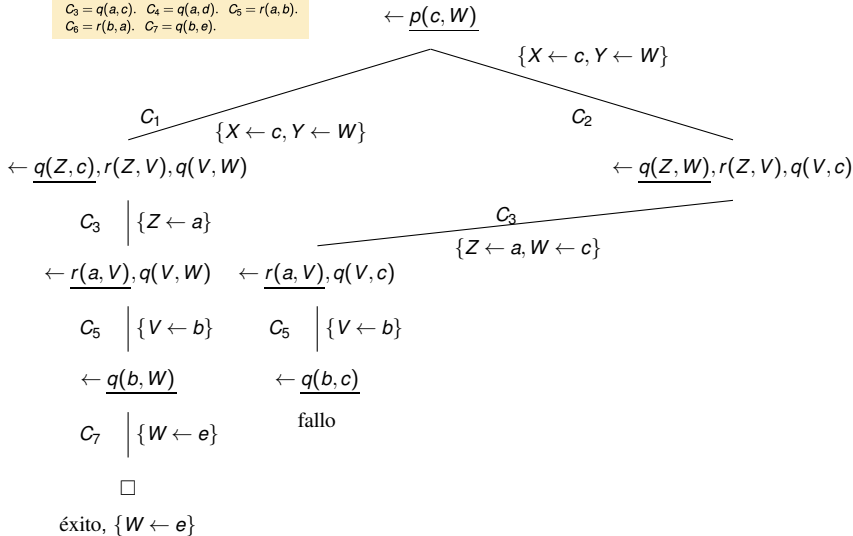 C₃ = q(a,c). C₄ = q(a,d). C₅ = r(a,b).
C₆ = r(b,a). C₇ = q(b,e).
← p(c,W)
{X ← c, Y ← W}
C₁
{X ← c, Y ← W}
C₂
← q(Z,c), r(Z,V), q(V,W)
← q(Z,W), r(Z,V), q(V,c)
C₃ {Z ← a}
C₃
{Z ← a, W ← c}
← r(a,V), q(V,W)
← r(a,V), q(V,c)
C₅ {V ← b}
C₅ {V ← b}
← q(b,W)
← q(b,c)
fallo
C₇ {W ← e}
□
éxito, {W ← e}